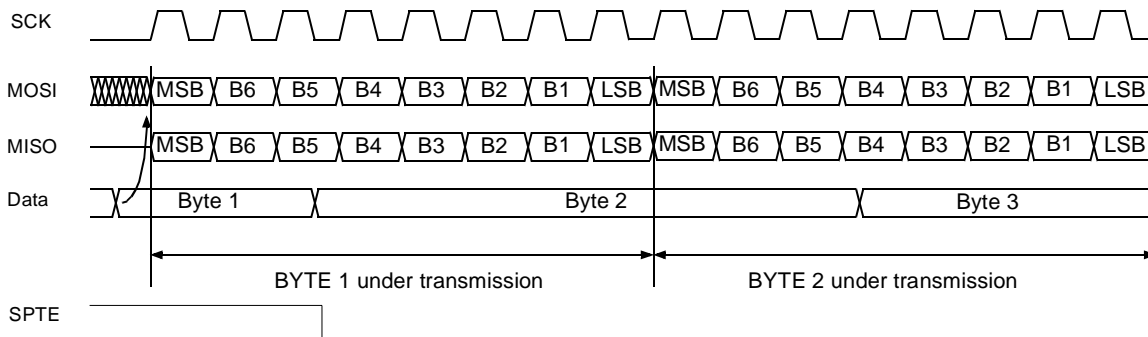 SCK
MOSI MSB B6 B5 B4 B3 B2 B1 LSB MSB B6 B5 B4 B3 B2 B1 LSB
MISO MSB B6 B5 B4 B3 B2 B1 LSB MSB B6 B5 B4 B3 B2 B1 LSB
Data Byte 1 Byte 2 Byte 3
BYTE 1 under transmission BYTE 2 under transmission
SPTE